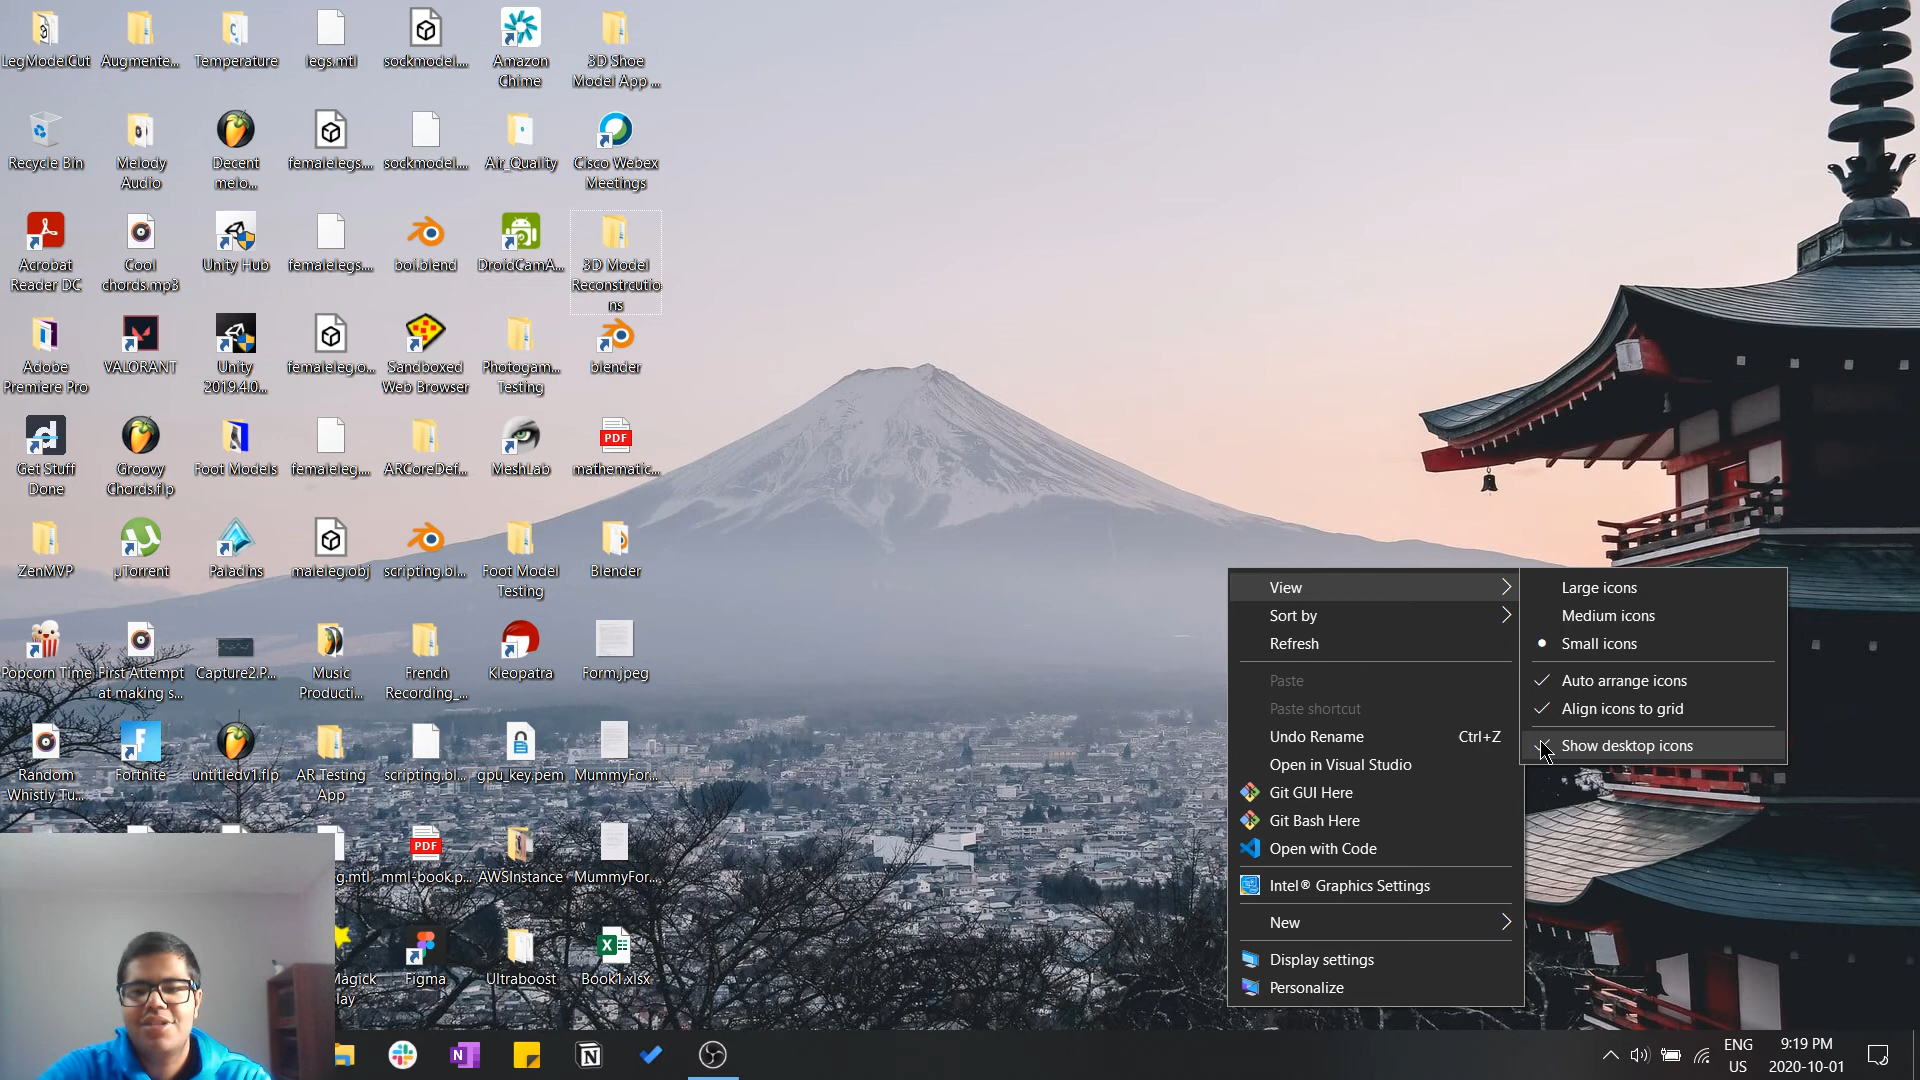 LegModelCut
Augmente...
Temperature
legs.mtl
sockmodel....
Amazon
Chime
3D Shoe
Model App ...
Recycle Bin
Melody
Audio
Decent
melo...
femalelegs....
sockmodel....
Air_Quality
Cisco Webex
Meetings
Acrobat
Reader DC
Cool
chords.mp3
Unity Hub
femalelegs....
boi.blend
DroidCamA...
3D Model
Reconstrcutio
ns
Adobe
Premiere Pro
VALORANT
Unity
2019.4.0...
femaleleg.o...
Sandboxed
Web Browser
Photogam...
Testing
blender
Get Stuff
Done
Groovy
Chords.flp
Foot Models
femaleleg....
ARCoreDef...
MeshLab
PDF
mathematic...
ZenMVP
µTorrent
Paladins
maleleg.obj
scripting.bl...
Foot Model
Testing
Blender
Popcorn Time
First Attempt
at making s...
Capture2.P...
Music
Producti...
French
Recording_...
Kleopatra
Form.jpeg
Random
Whistly Tu...
Fortnite
untitledv1.flp
AR Testing
App
scripting.bl...
gpu_key.pem
MummyFor...
g.mtl
PDF
mml-book.p...
AWSInstance
MummyFor...
Magick
lay
Figma
Ultraboost
Book1.xlsx
View
Sort by
Refresh
Paste
Paste shortcut
Undo Rename Ctrl+Z
Open in Visual Studio
Git GUI Here
Git Bash Here
Open with Code
Intel® Graphics Settings
New
Display settings
Personalize
Large icons
Medium icons
Small icons
Auto arrange icons
Align icons to grid
Show desktop icons
ENG
US
9:19 PM
2020-10-01